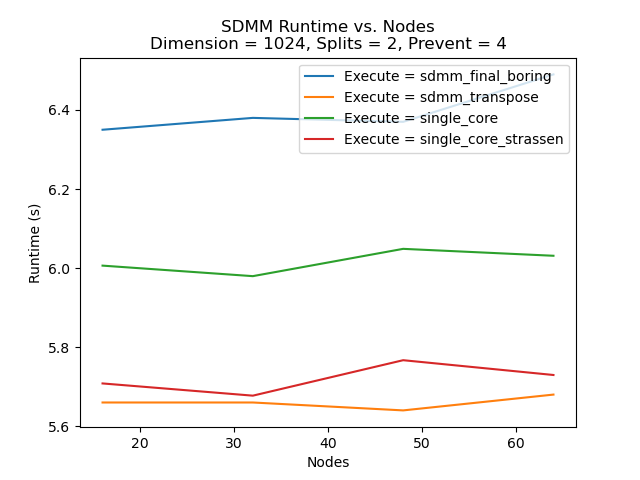 SDMM Runtime vs. Nodes
Dimension = 1024, Splits = 2, Prevent = 4
Execute = sdmm_final_boring
Execute = sdmm_transpose
Execute = single_core
Execute = single_core_strassen
Runtime (s)
6.4
6.2
6.0
5.8
5.6
20 30 40 50 60
Nodes